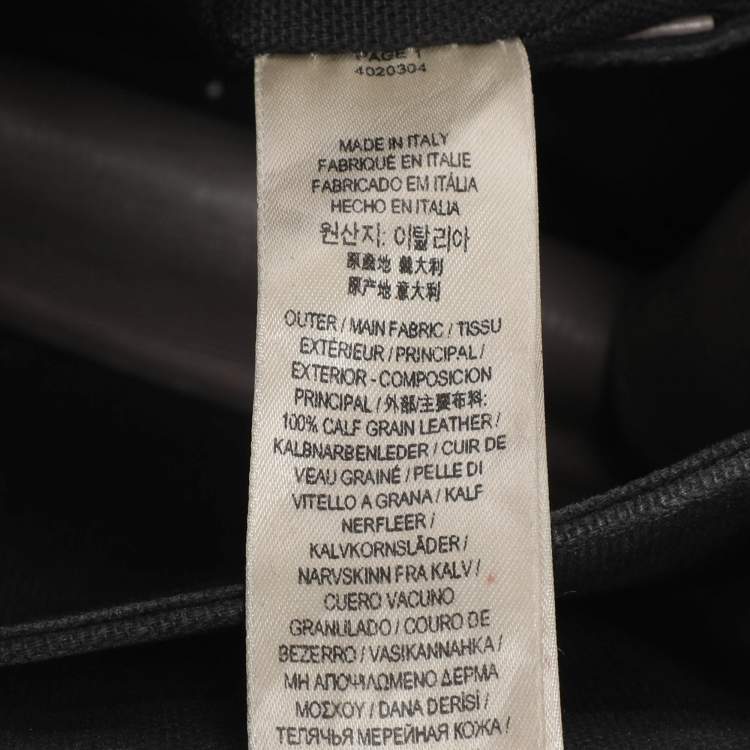 PAGE 1
4020304
MADE IN ITALY
FABRIQUÉ EN ITALIE
FABRICADO EM ITÁLIA
HECHO EN ITALIA
원산지: 이탈리아
原產地 義大利
原产地 意大利
OUTER / MAIN FABRIC / TISSU
EXTÉRIEUR / PRINCIPAL /
EXTERIOR - COMPOSICION
PRINCIPAL / 外部/主要布料:
100% CALF GRAIN LEATHER /
KALBNARBENLEDER / CUIR DE
VEAU GRAINÉ / PELLE DI
VITELLO A GRANA / KALF
NERFLEER /
KALVKORNSLÄDER /
NARVSKINN FRA KALV /
CUERO VACUNO
GRANULADO / COURO DE
BEZERRO / VASIKANNAHKA /
ΜΗ ΑΠΟΨΙΛΩΜΕΝΟ ΔΕΡΜΑ
ΜΟΣΧΟΥ / DANA DERİSİ /
ТЕЛЯЧЬЯ МЕРЕЙНАЯ КОЖА /